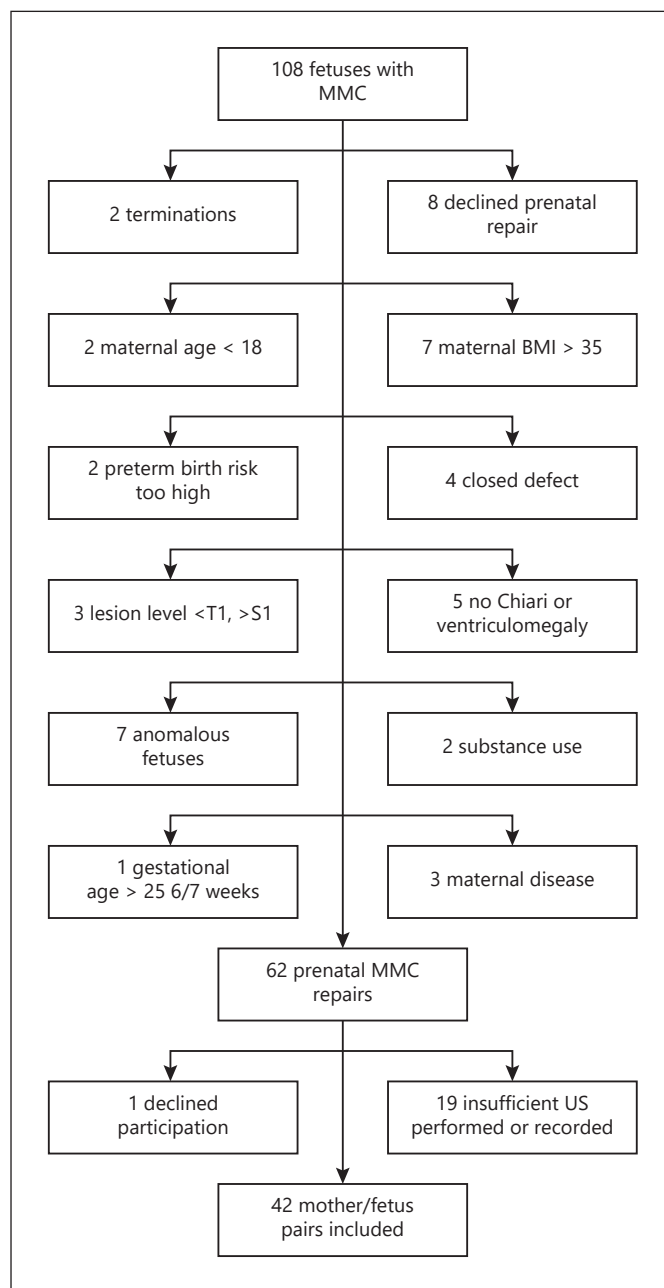 108 fetuses with
MMC
2 terminations
8 declined prenatal
repair
2 maternal age < 18
7 maternal BMI > 35
2 preterm birth risk
too high
4 closed defect
3 lesion level <T1, >S1
5 no Chiari or
ventriculomegaly
7 anomalous
fetuses
2 substance use
1 gestational
age > 25 6/7 weeks
3 maternal disease
62 prenatal MMC
repairs
1 declined
participation
19 insufficient US
performed or recorded
42 mother/fetus
pairs included